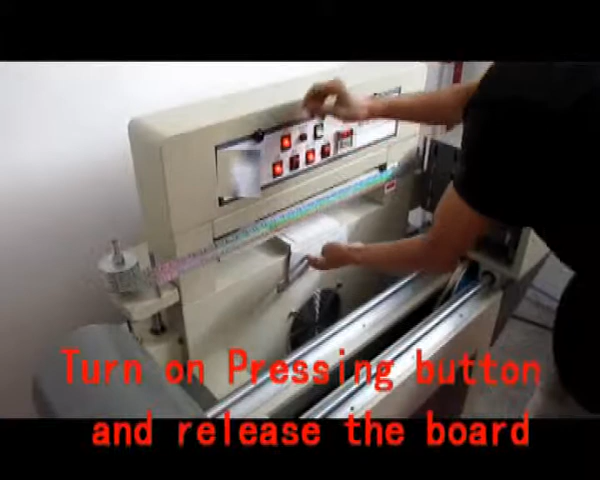 Turn on Pressing button
and release the board